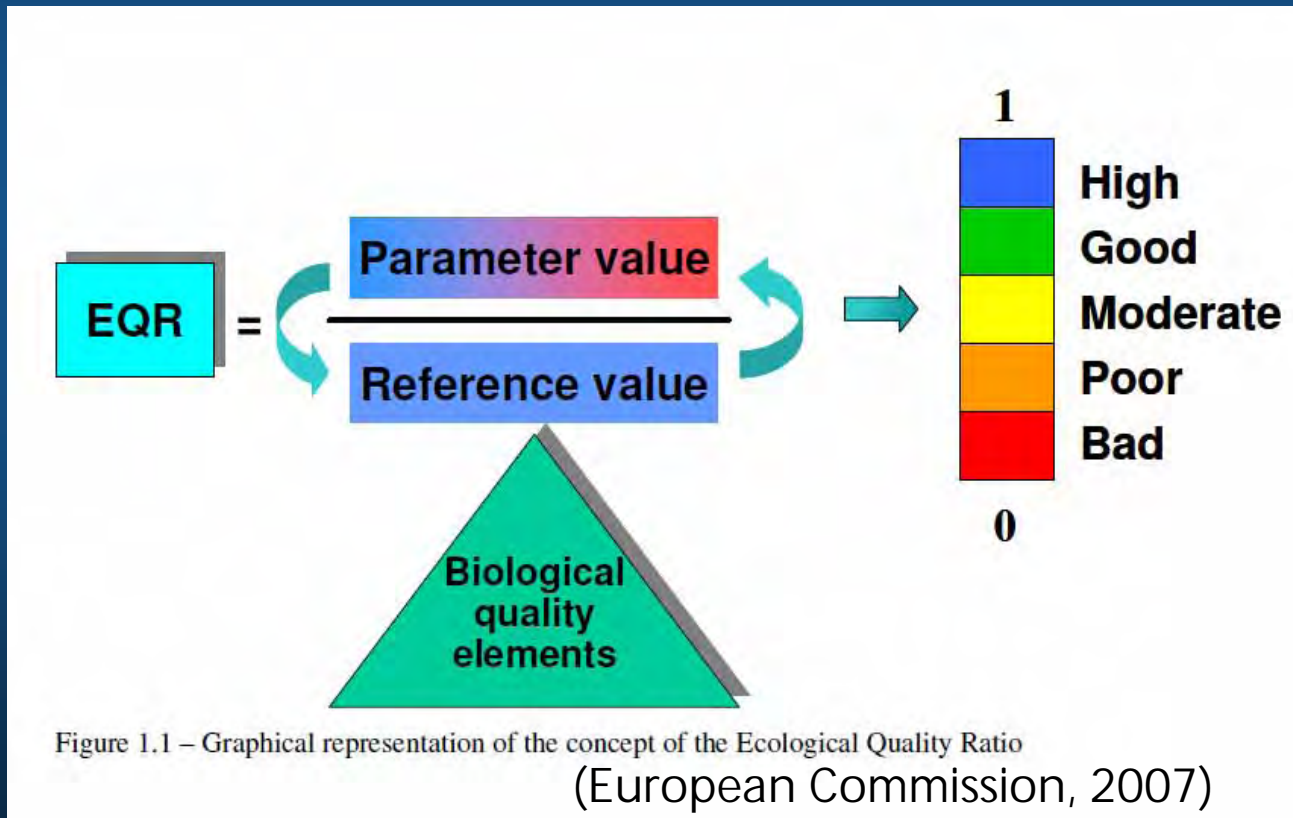 1
High
Good
Moderate
Poor
Bad
0
EQR
=
Parameter value
Reference value
Biological
quality
elements
Figure 1.1 – Graphical representation of the concept of the Ecological Quality Ratio
(European Commission, 2007)